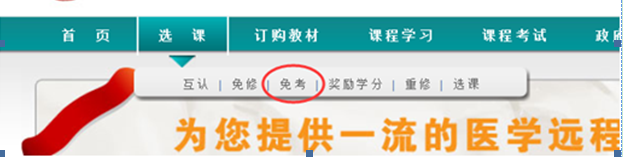 首 页 选 课 订购教材 课程学习 课程考试 政府
互认 | 免修 | 免考 | 奖励学分 | 重修 | 选课
为您提供一流的医学远程